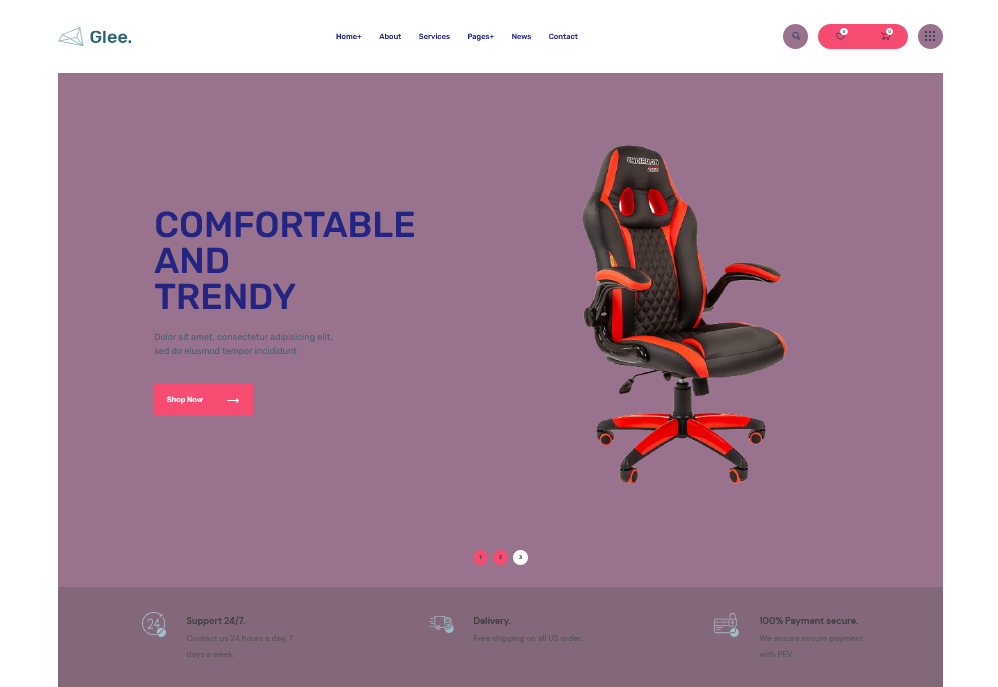 Glee.
Home+ About Services Pages+ News Contact
0 0
COMFORTABLE
AND
TRENDY
Dolor sit amet, consectetur adipisicing elit,
sed do eiusmod tempor incididunt
Shop Now
1 2 3
24
Support 24/7.
Contact us 24 hours a day, 7
days a week.
Delivery.
Free shipping on all US order.
100% Payment secure.
We ensure secure payment
with PEV.